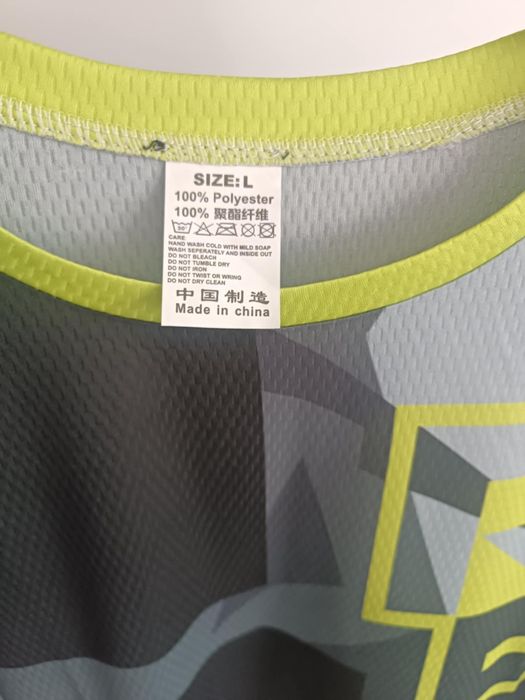 SIZE: L
100% Polyester
100% 聚酯纤维
30°
CARE
HAND WASH COLD WITH MILD SOAP
WASH SEPERATELY AND INSIDE OUT
DO NOT BLEACH
DO NOT TUMBLE DRY
DO NOT IRON
DO NOT TWIST OR WRING
DO NOT DRY CLEAN
中国制造
Made in china